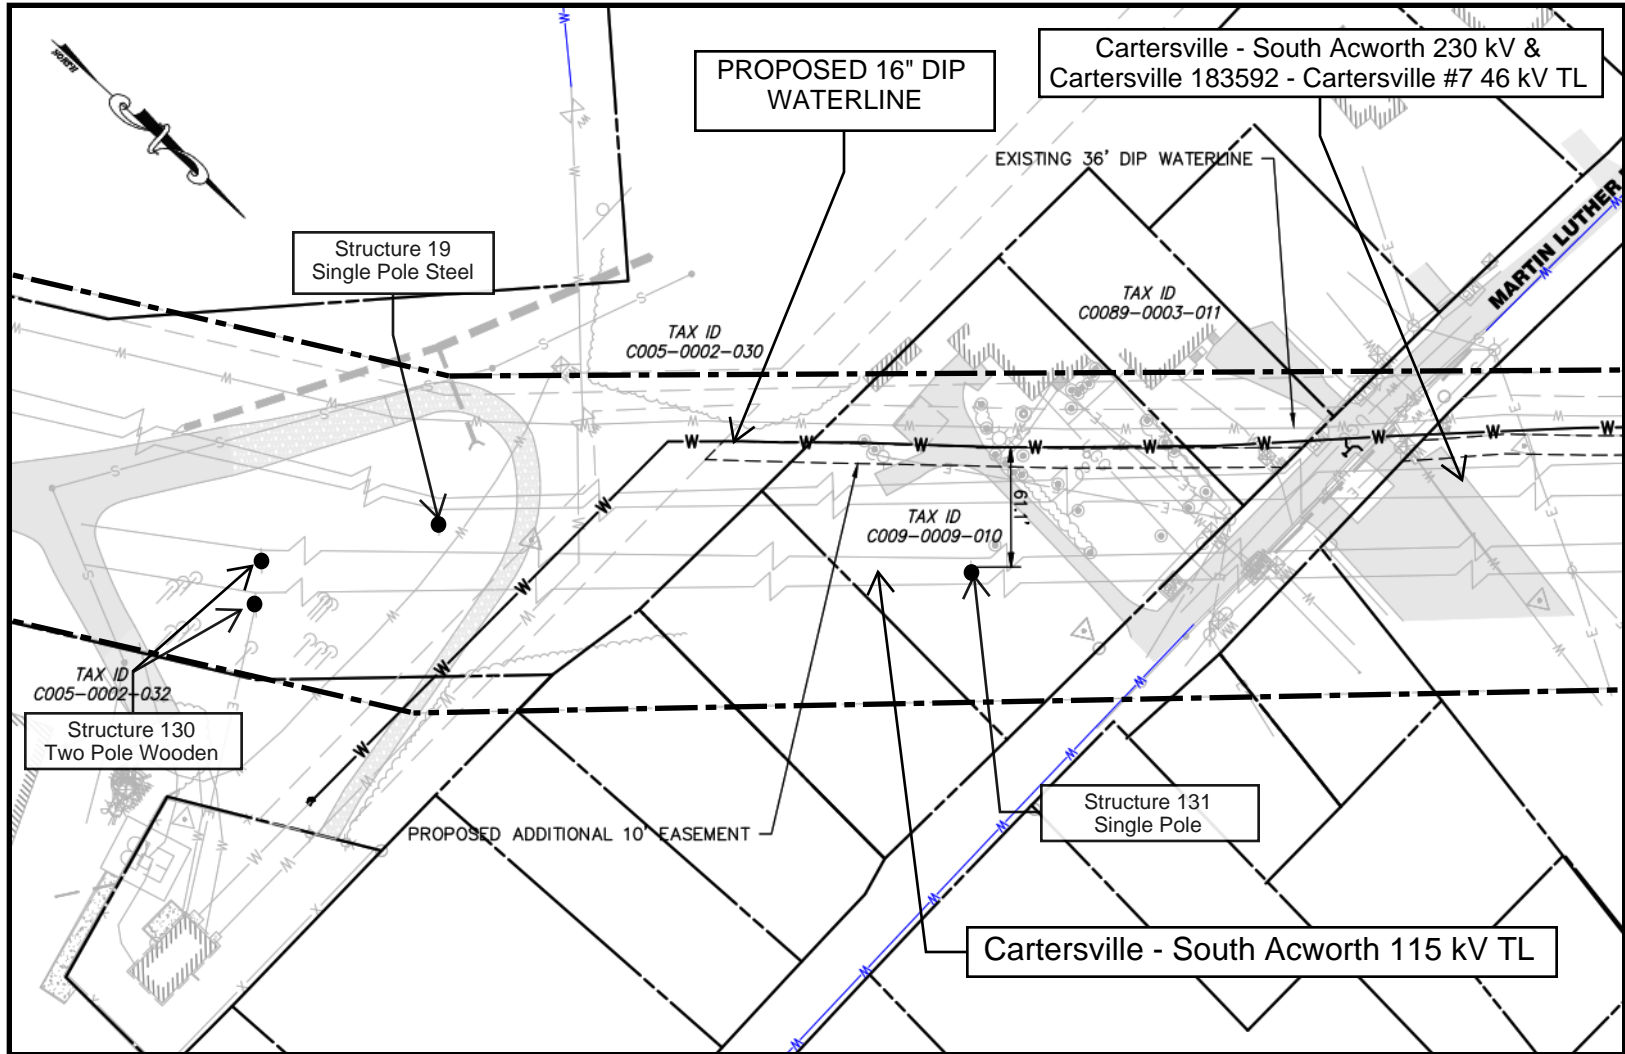 NORTH
PROPOSED 16" DIP
WATERLINE
Cartersville - South Acworth 230 kV &
Cartersville 183592 - Cartersville #7 46 kV TL
EXISTING 36' DIP WATERLINE
MARTIN LUTHER
Structure 19
Single Pole Steel
TAX ID
C0089-0003-011
TAX ID
C005-0002-030
61.1'
TAX ID
C009-0009-010
TAX ID
C005-0002-032
Structure 130
Two Pole Wooden
Structure 131
Single Pole
PROPOSED ADDITIONAL 10' EASEMENT
Cartersville - South Acworth 115 kV TL